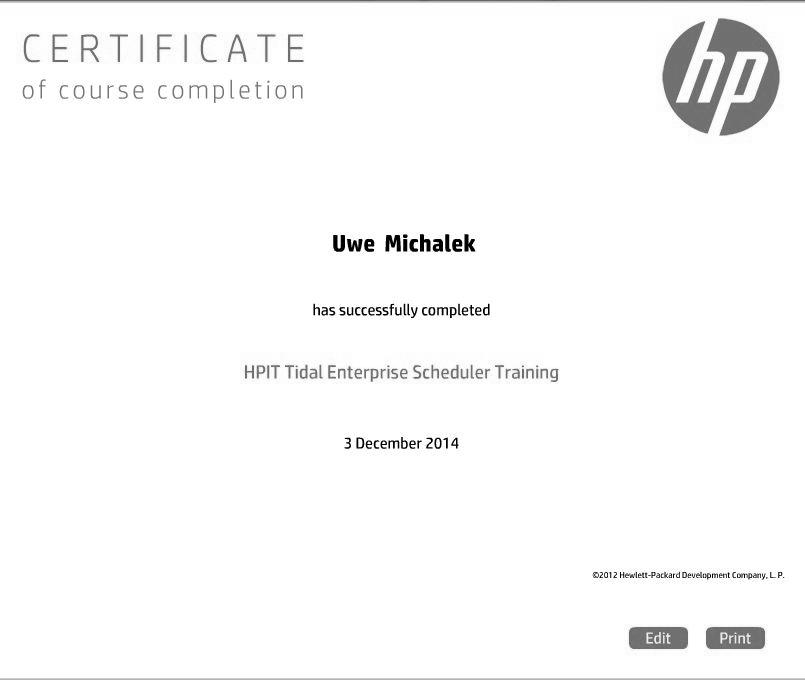 CERTIFICATE
of course completion
hp
Uwe Michalek
has successfully completed
HPIT Tidal Enterprise Scheduler Training
3 December 2014
©2012 Hewlett-Packard Development Company, L. P.
Edit
Print